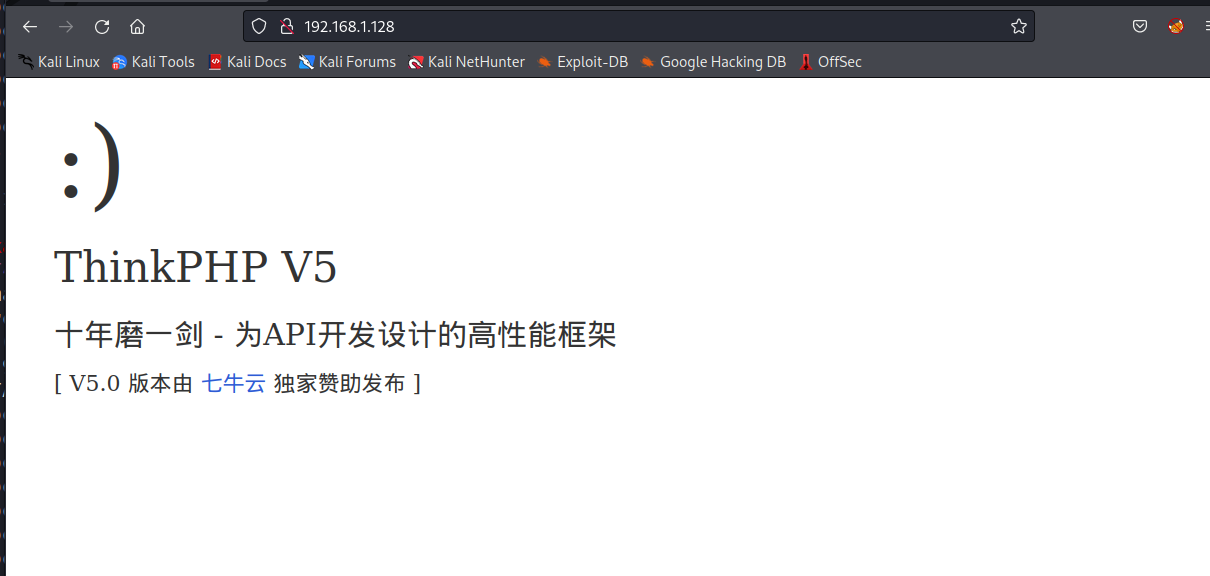 192.168.1.128
Kali Linux Kali Tools Kali Docs Kali Forums Kali NetHunter Exploit-DB Google Hacking DB OffSec
:)
ThinkPHP V5
十年磨一剑 - 为API开发设计的高性能框架
[ V5.0 版本由 七牛云 独家赞助发布 ]